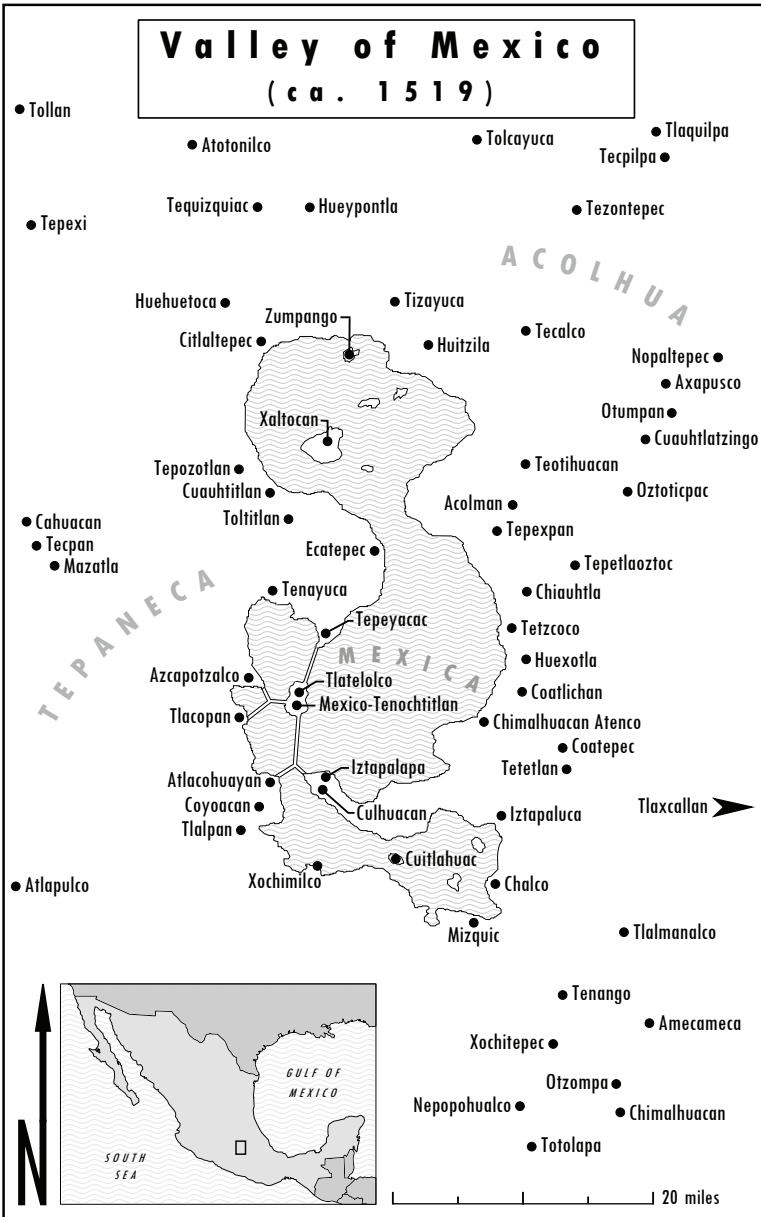 Valley of Mexico
(ca. 1519)
Tollan
Atotonilco
Tolcayuca
Tlaquilpa
Tecpilpa
Tepexi
Tequizquiac
Hueypontla
Tezontepec
ACOLHUA
Huehuetoca
Zumpango
Tizayuca
Citlaltepec
Huitzila
Tecalco
Nopaltepec
Axapusco
Otumpan
Xaltocan
Cuauhtlatzingo
Tepozotlan
Teotihuacan
Cuauhtitlan
Oztoticpac
Toltitlan
Acolman
Cahuacan
Tepexpan
Tecpan
Ecatepec
Mazatla
Tepetlaoztoc
TEPANECA
Tenayuca
Chiauhtla
Tepeyacac
Tetzcoco
MEXICA
Huexotla
Azcapotzalco
Tlatelolco
Coatlichan
Mexico-Tenochtitlan
Tlacopan
Chimalhuacan Atenco
Coatepec
Iztapalapa
Tetetlan
Atlacohuayan
Coyoacan
Culhuacan
Tlaxcallan
Iztapaluca
Tlalpan
Cuitlahuac
Xochimilco
Atlapulco
Chalco
Mizquic
Tlalmanalco
Tenango
Amecameca
Xochitepec
GULF OF
MEXICO
Otzompa
Nepopohualco
Chimalhuacan
N
SOUTH
SEA
Totolapa
20 miles